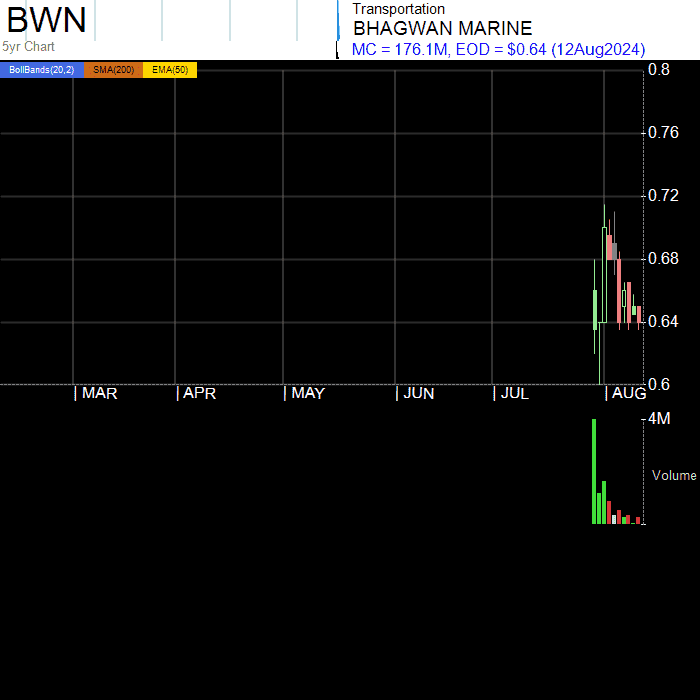 BWN
5yr Chart
Transportation
BHAGWAN MARINE
MC = 176.1M, EOD = $0.64 (12Aug2024)
BollBands(20,2) SMA(200) EMA(50)
0.8
0.76
0.72
0.68
0.64
0.6
MAR APR MAY JUN JUL AUG
4M
Volume